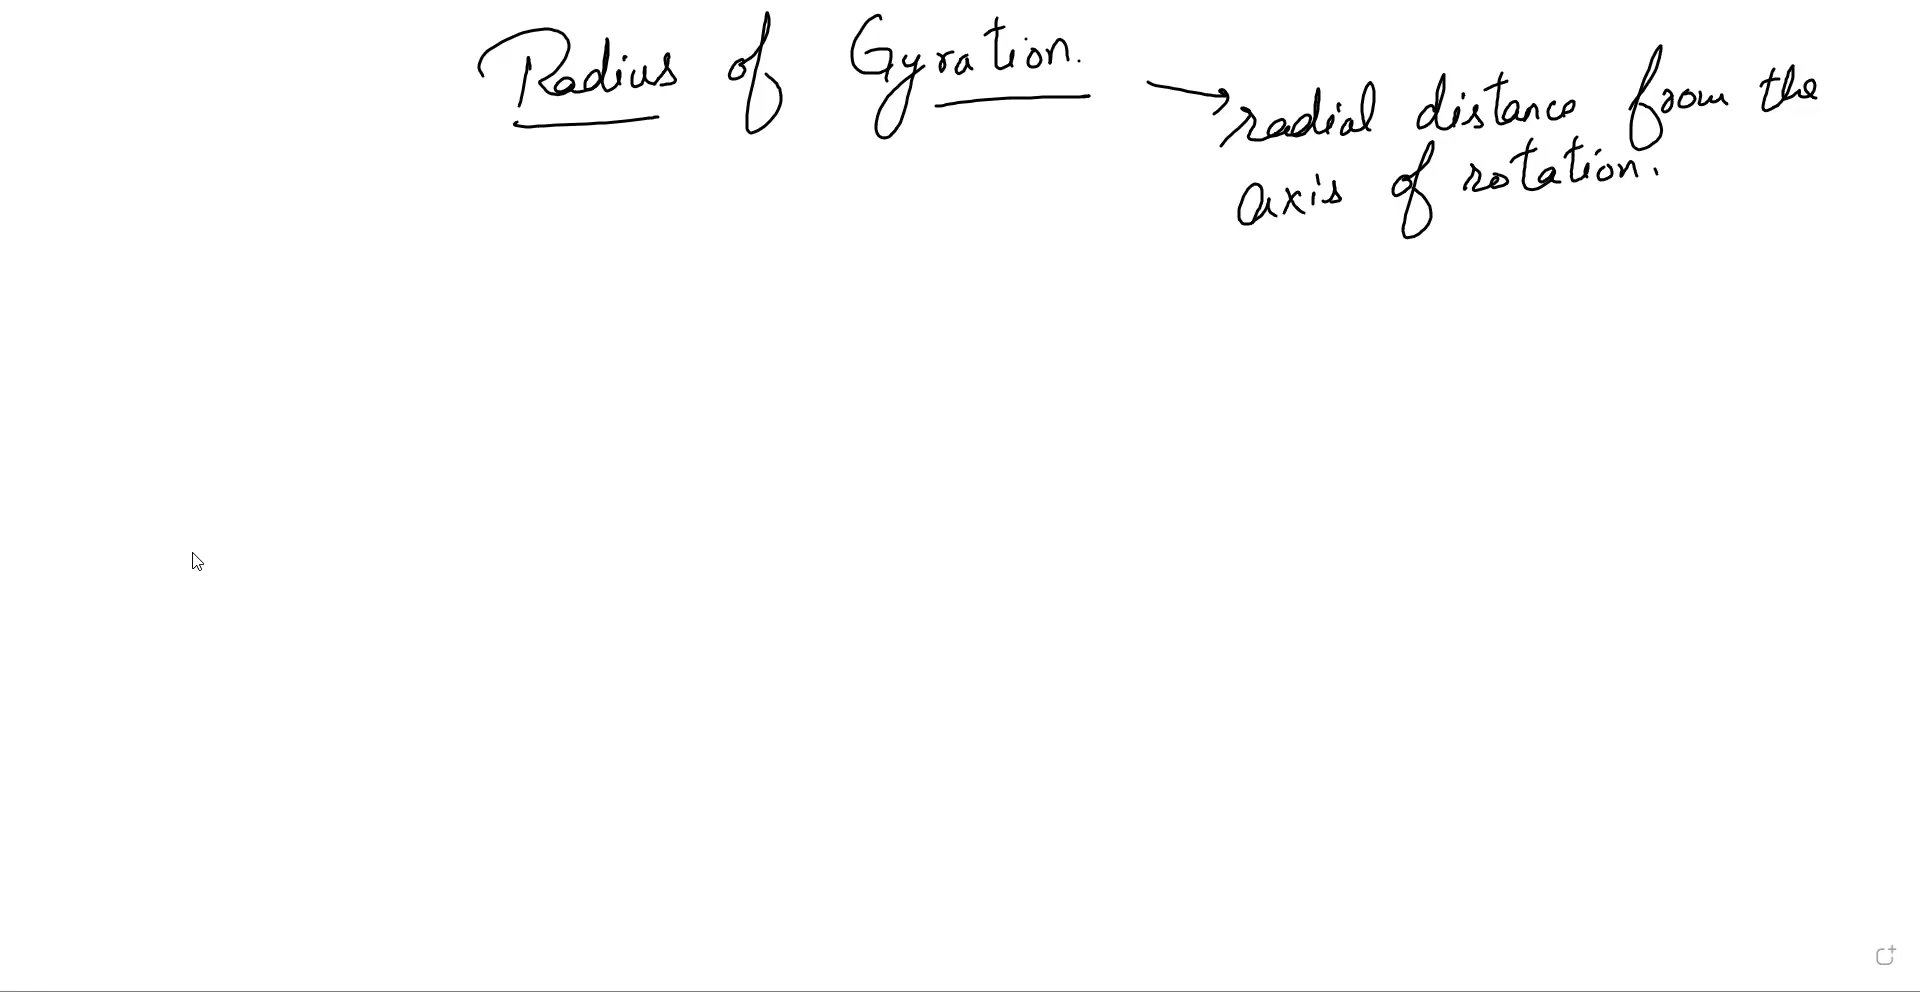 Radius of Gyration. → radial distance from the
axis of rotation.